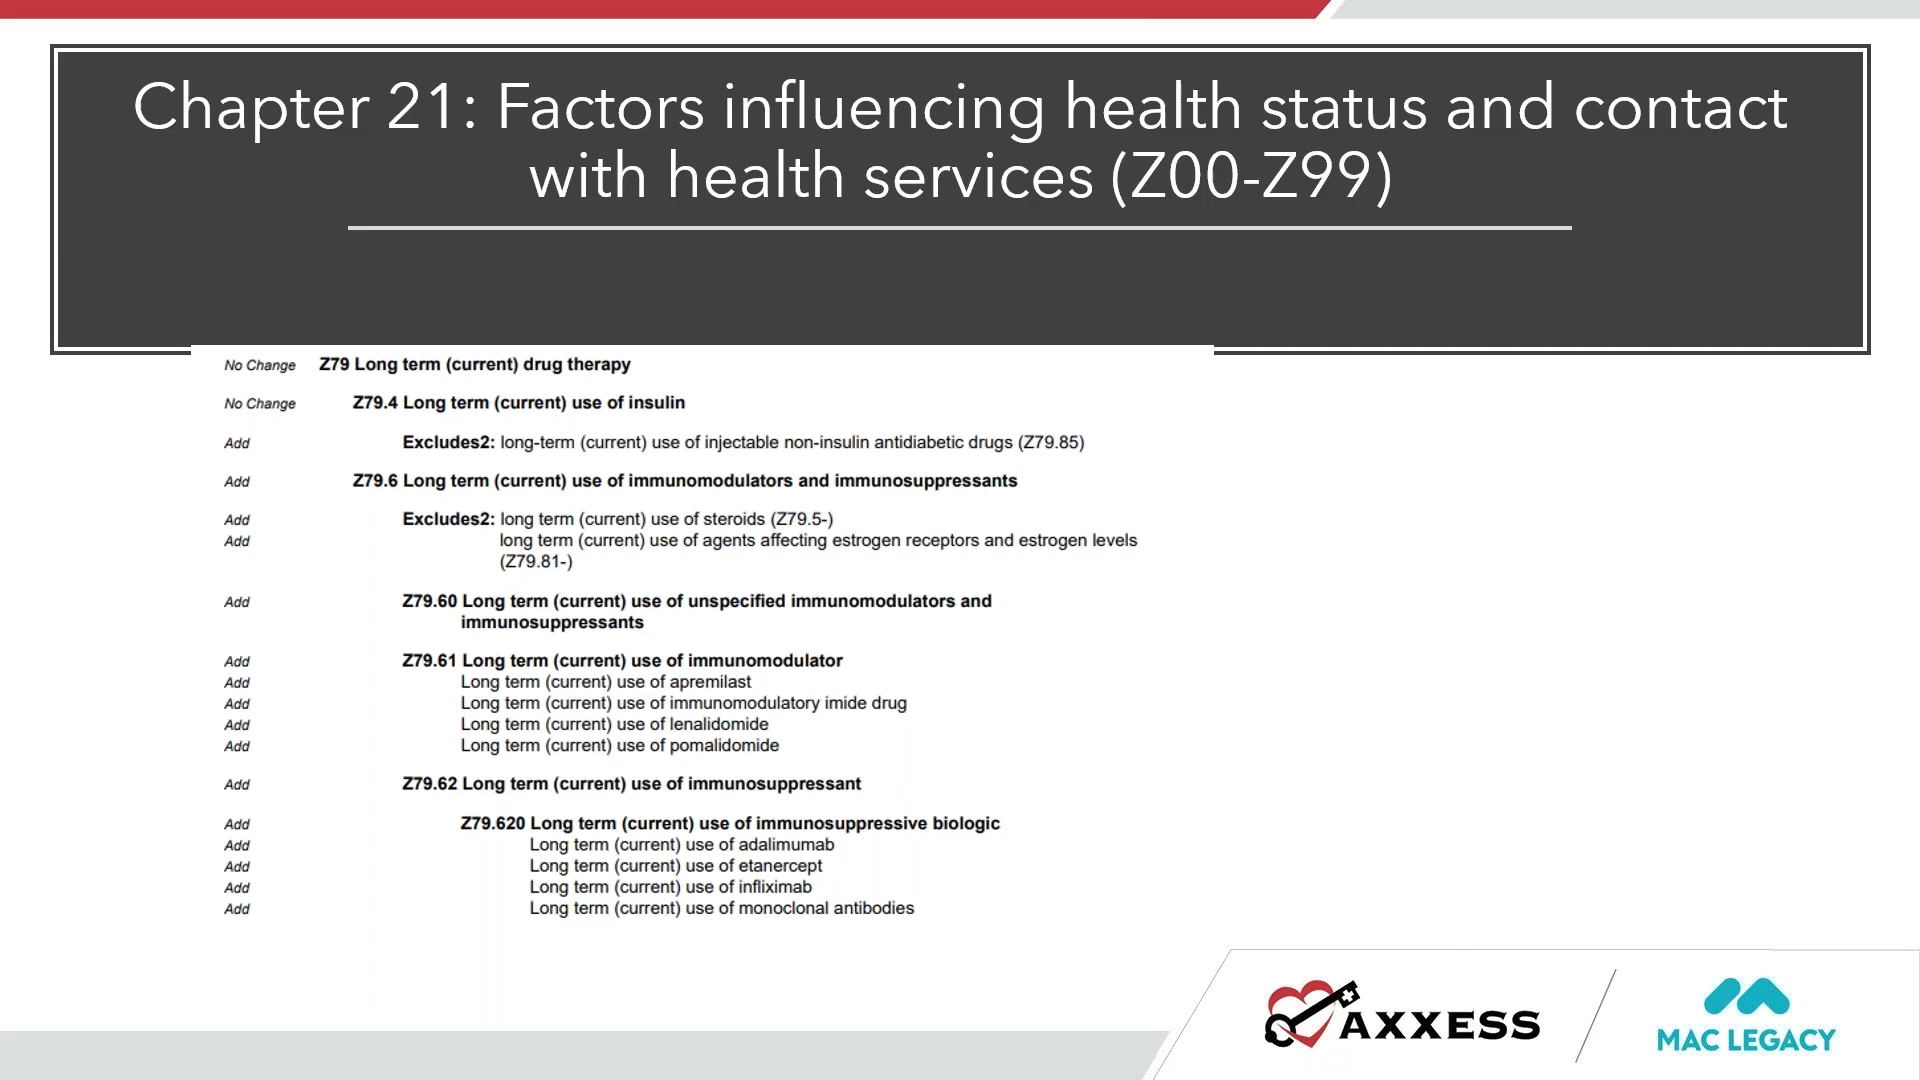 Chapter 21: Factors influencing health status and contact
with health services (Z00-Z99)
No Change Z79 Long term (current) drug therapy
No Change Z79.4 Long term (current) use of insulin
Add Excludes2: long-term (current) use of injectable non-insulin antidiabetic drugs (Z79.85)
Add Z79.6 Long term (current) use of immunomodulators and immunosuppressants
Add Excludes2: long term (current) use of steroids (Z79.5-)
Add long term (current) use of agents affecting estrogen receptors and estrogen levels
(Z79.81-)
Add Z79.60 Long term (current) use of unspecified immunomodulators and
immunosuppressants
Add Z79.61 Long term (current) use of immunomodulator
Add Long term (current) use of apremilast
Add Long term (current) use of immunomodulatory imide drug
Add Long term (current) use of lenalidomide
Add Long term (current) use of pomalidomide
Add Z79.62 Long term (current) use of immunosuppressant
Add Z79.620 Long term (current) use of immunosuppressive biologic
Add Long term (current) use of adalimumab
Add Long term (current) use of etanercept
Add Long term (current) use of infliximab
Add Long term (current) use of monoclonal antibodies
AXXESS
MAC LEGACY